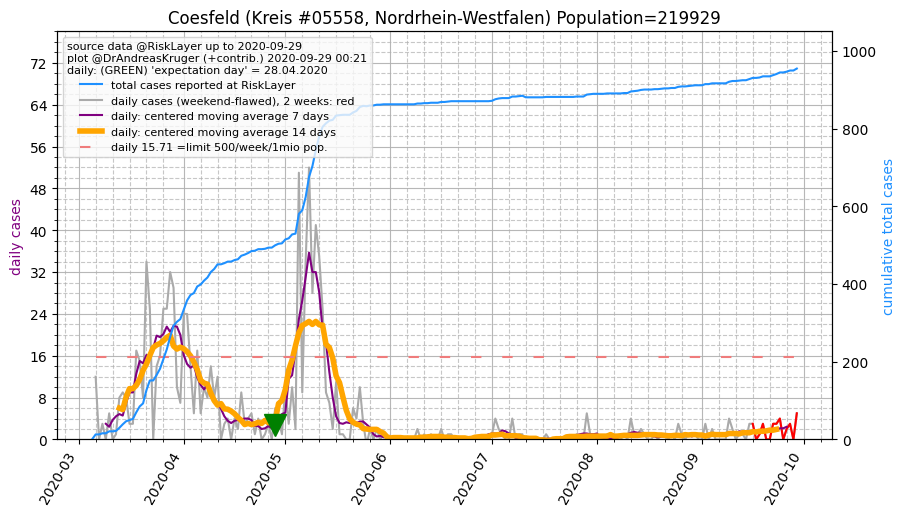 Coesfeld (Kreis #05558, Nordrhein-Westfalen) Population=219929
source data @RiskLayer up to 2020-09-29
plot @DrAndreasKruger (+contrib.) 2020-09-29 00:21
daily: (GREEN) 'expectation day' = 28.04.2020
total cases reported at RiskLayer
daily cases (weekend-flawed), 2 weeks: red
daily: centered moving average 7 days
daily: centered moving average 14 days
daily 15.71 =limit 500/week/1mio pop.
daily cases
72
64
56
48
40
32
24
16
8
0
1000
800
600
400
200
0
cumulative total cases
2020-03
2020-04
2020-05
2020-06
2020-07
2020-08
2020-09
2020-10